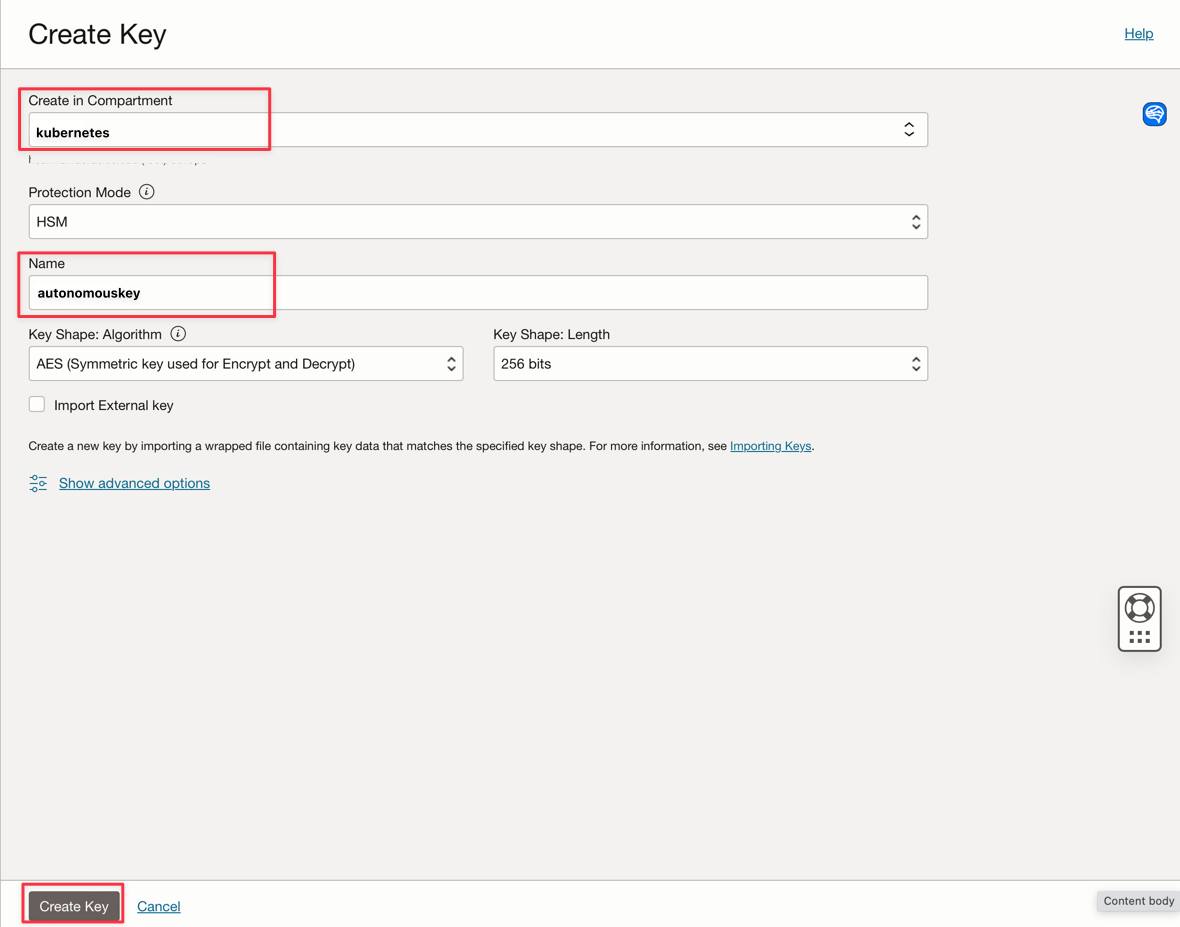 Create Key
Help
Create in Compartment
kubernetes
Protection Mode
HSM
Name
autonomouskey
Key Shape: Algorithm
Key Shape: Length
AES (Symmetric key used for Encrypt and Decrypt)
256 bits
Import External key
Create a new key by importing a wrapped file containing key data that matches the specified key shape. For more information, see Importing Keys.
Show advanced options
Create Key
Cancel
Content body